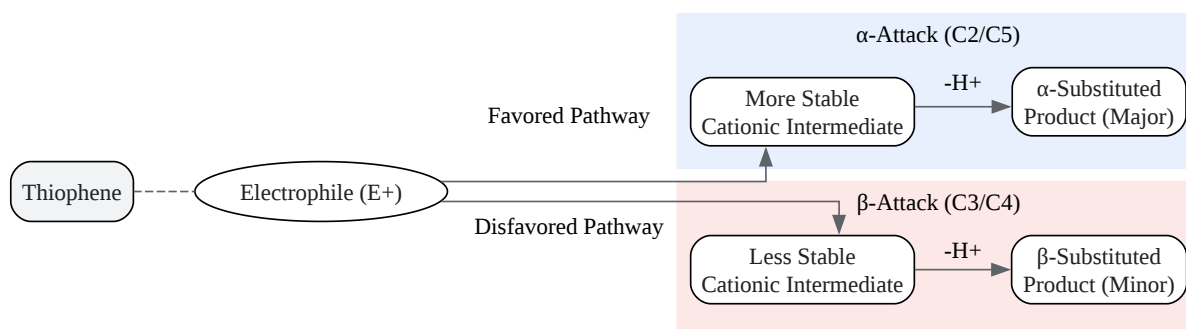 α-Attack (C2/C5)
More Stable
Cationic Intermediate
-H+
α-Substituted
Product (Major)
Favored Pathway
Thiophene
Electrophile (E+)
Disfavored Pathway
β-Attack (C3/C4)
Less Stable
Cationic Intermediate
-H+
β-Substituted
Product (Minor)